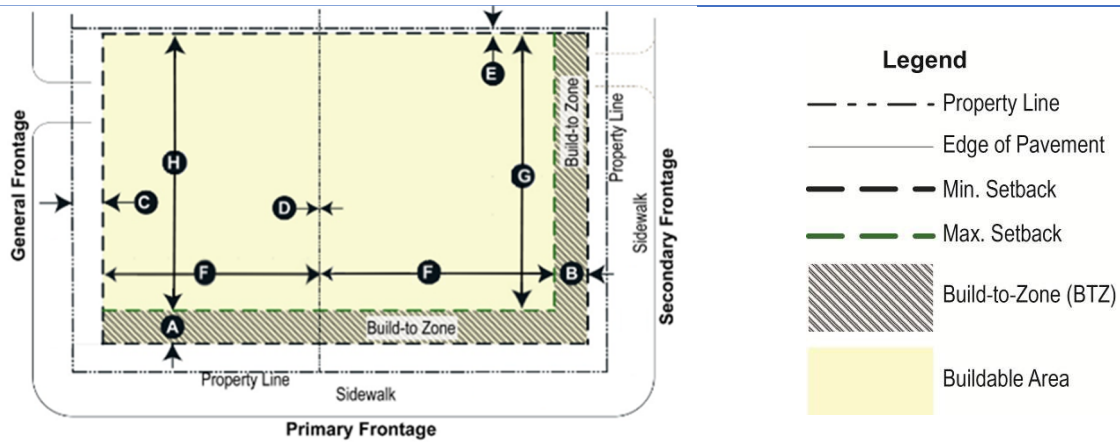 E
Build-to Zone
Property Line
H
G
General Frontage
C
D
Sidewalk
Secondary Frontage
F
F
B
A
Build-to Zone
Property Line
Sidewalk
Primary Frontage
Legend
Property Line
Edge of Pavement
Min. Setback
Max. Setback
Build-to-Zone (BTZ)
Buildable Area